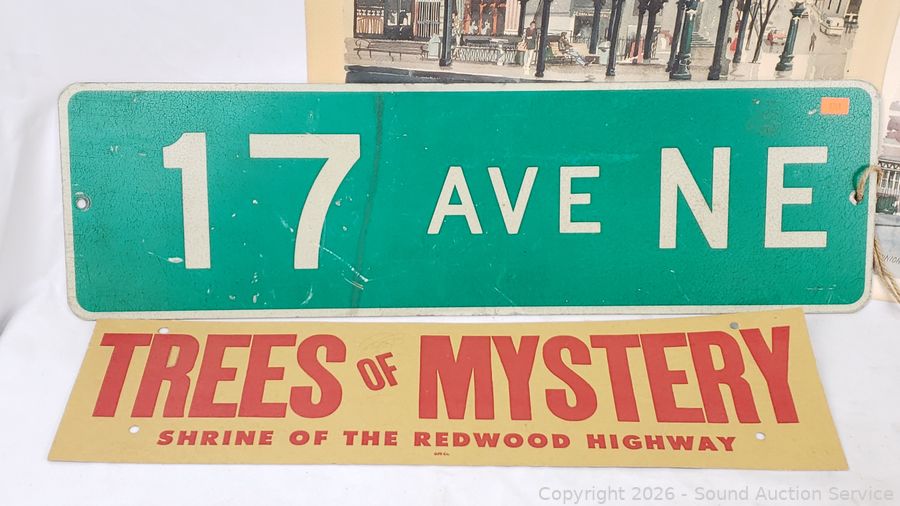 17 AVE NE
TREES OF MYSTERY
SHRINE OF THE REDWOOD HIGHWAY
Copyright 2026 - Sound Auction Service